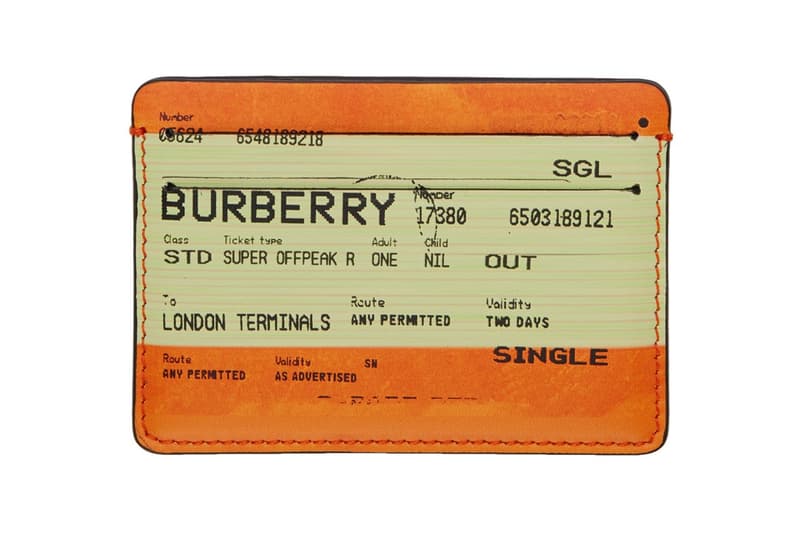 Number
05624 6548189218
SGL
BURBERRY
Number
17380 6503189121
Class Ticket type Adult Child
STD SUPER OFFPEAK R ONE NIL OUT
To Route Validity
LONDON TERMINALS ANY PERMITTED TWO DAYS
SINGLE
Route Validity SN
ANY PERMITTED AS ADVERTISED